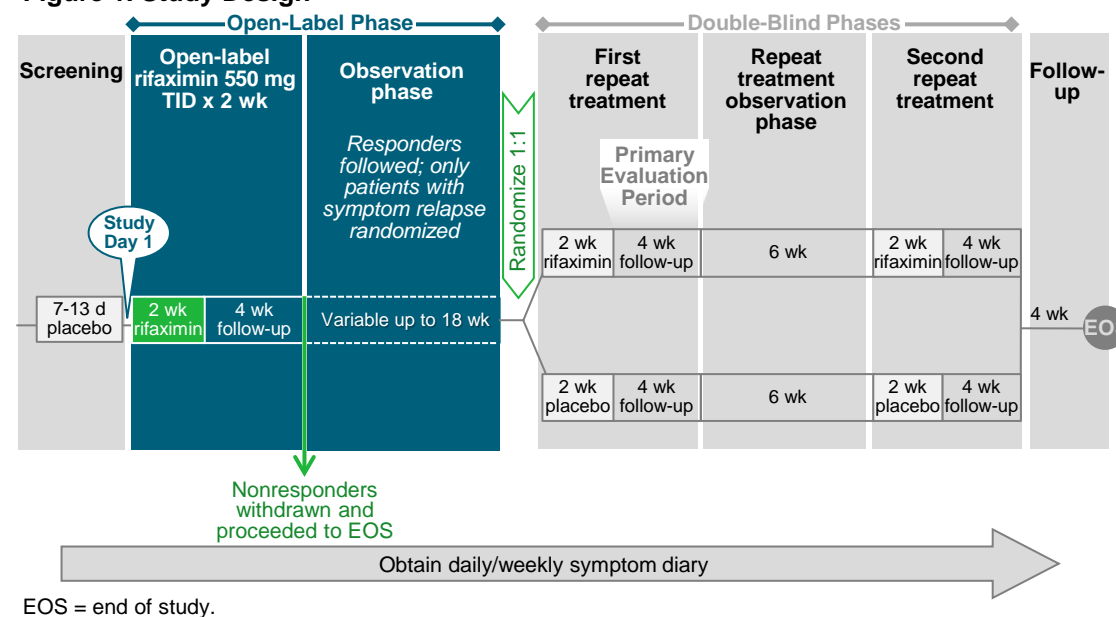 Open-Label Phase
Double-Blind Phases
Screening
Open-label
rifaximin 550 mg
TID x 2 wk
Observation
phase
Responders
followed; only
patients with
symptom relapse
randomized
Randomize 1:1
First
repeat
treatment
Repeat
treatment
observation
phase
Second
repeat
treatment
Follow-
up
Primary
Evaluation
Period
Study
Day 1
7-13 d
placebo
2 wk
rifaximin
4 wk
follow-up
Variable up to 18 wk
2 wk
rifaximin
4 wk
follow-up
6 wk
2 wk
rifaximin
4 wk
follow-up
2 wk
placebo
4 wk
follow-up
6 wk
2 wk
placebo
4 wk
follow-up
4 wk
EO
Nonresponders
withdrawn and
proceeded to EOS
Obtain daily/weekly symptom diary
EOS = end of study.